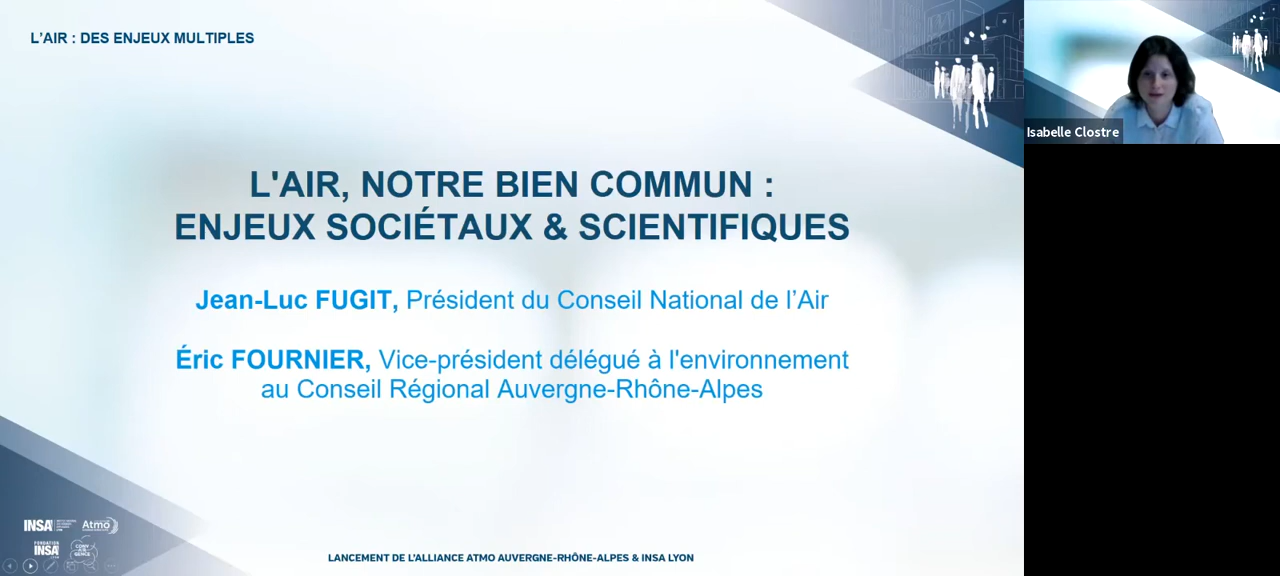 L'AIR : DES ENJEUX MULTIPLES
L'AIR, NOTRE BIEN COMMUN :
ENJEUX SOCIÉTAUX & SCIENTIFIQUES
Jean-Luc FUGIT, Président du Conseil National de l’Air
Éric FOURNIER, Vice-président délégué à l'environnement
au Conseil Régional Auvergne-Rhône-Alpes
INSA
Atmo
FONDATION
INSA
LANCEMENT DE L'ALLIANCE ATMO AUVERGNE-RHÔNE-ALPES & INSA LYON
Isabelle Clostre